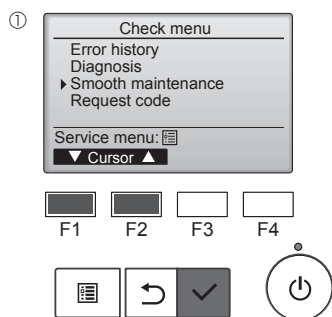 ①
Check menu
Error history
Diagnosis
Smooth maintenance
Request code
Service menu:
▼ Cursor ▲
F1 F2 F3 F4